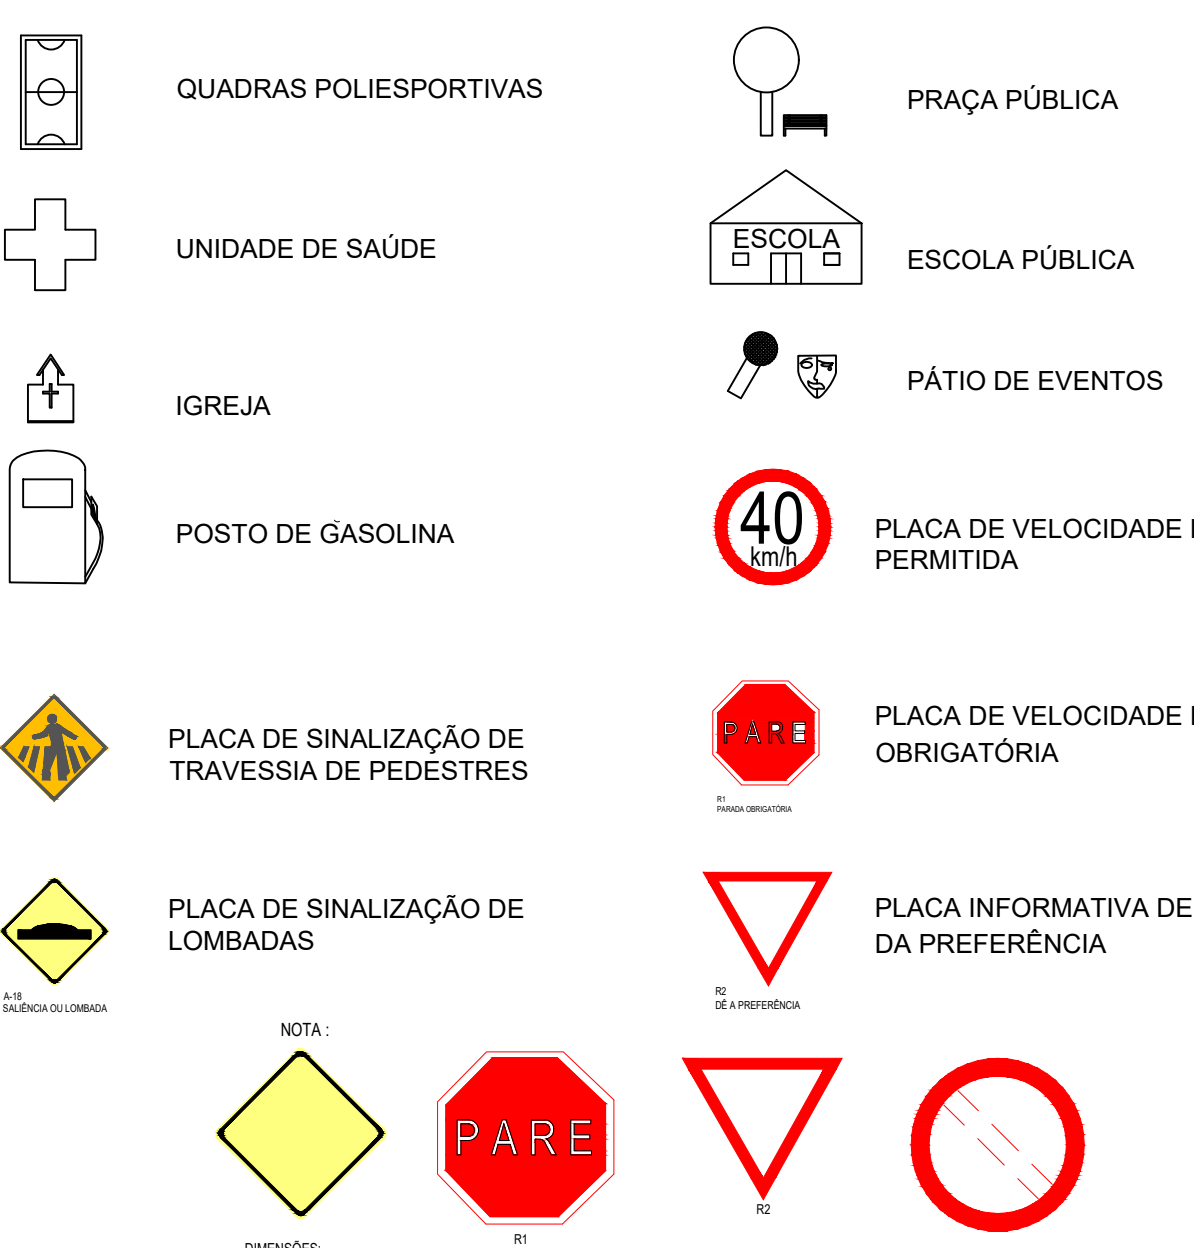 QUADRAS POLIESPORTIVAS
PRAÇA PÚBLICA
UNIDADE DE SAÚDE
ESCOLA
ESCOLA PÚBLICA
IGREJA
PÁTIO DE EVENTOS
POSTO DE GASOLINA
40
km/h
PLACA DE VELOCIDADE
PERMITIDA
PLACA DE SINALIZAÇÃO DE
TRAVESSIA DE PEDESTRES
PARE
R1
PARADA OBRIGATÓRIA
PLACA DE VELOCIDADE
OBRIGATÓRIA
PLACA DE SINALIZAÇÃO DE
LOMBADAS
A-18
SALIÊNCIA OU LOMBADA
R2
DÊ A PREFERÊNCIA
PLACA INFORMATIVA DE
DA PREFERÊNCIA
NOTA :
PARE
R1
R2
DIMENSÕES: